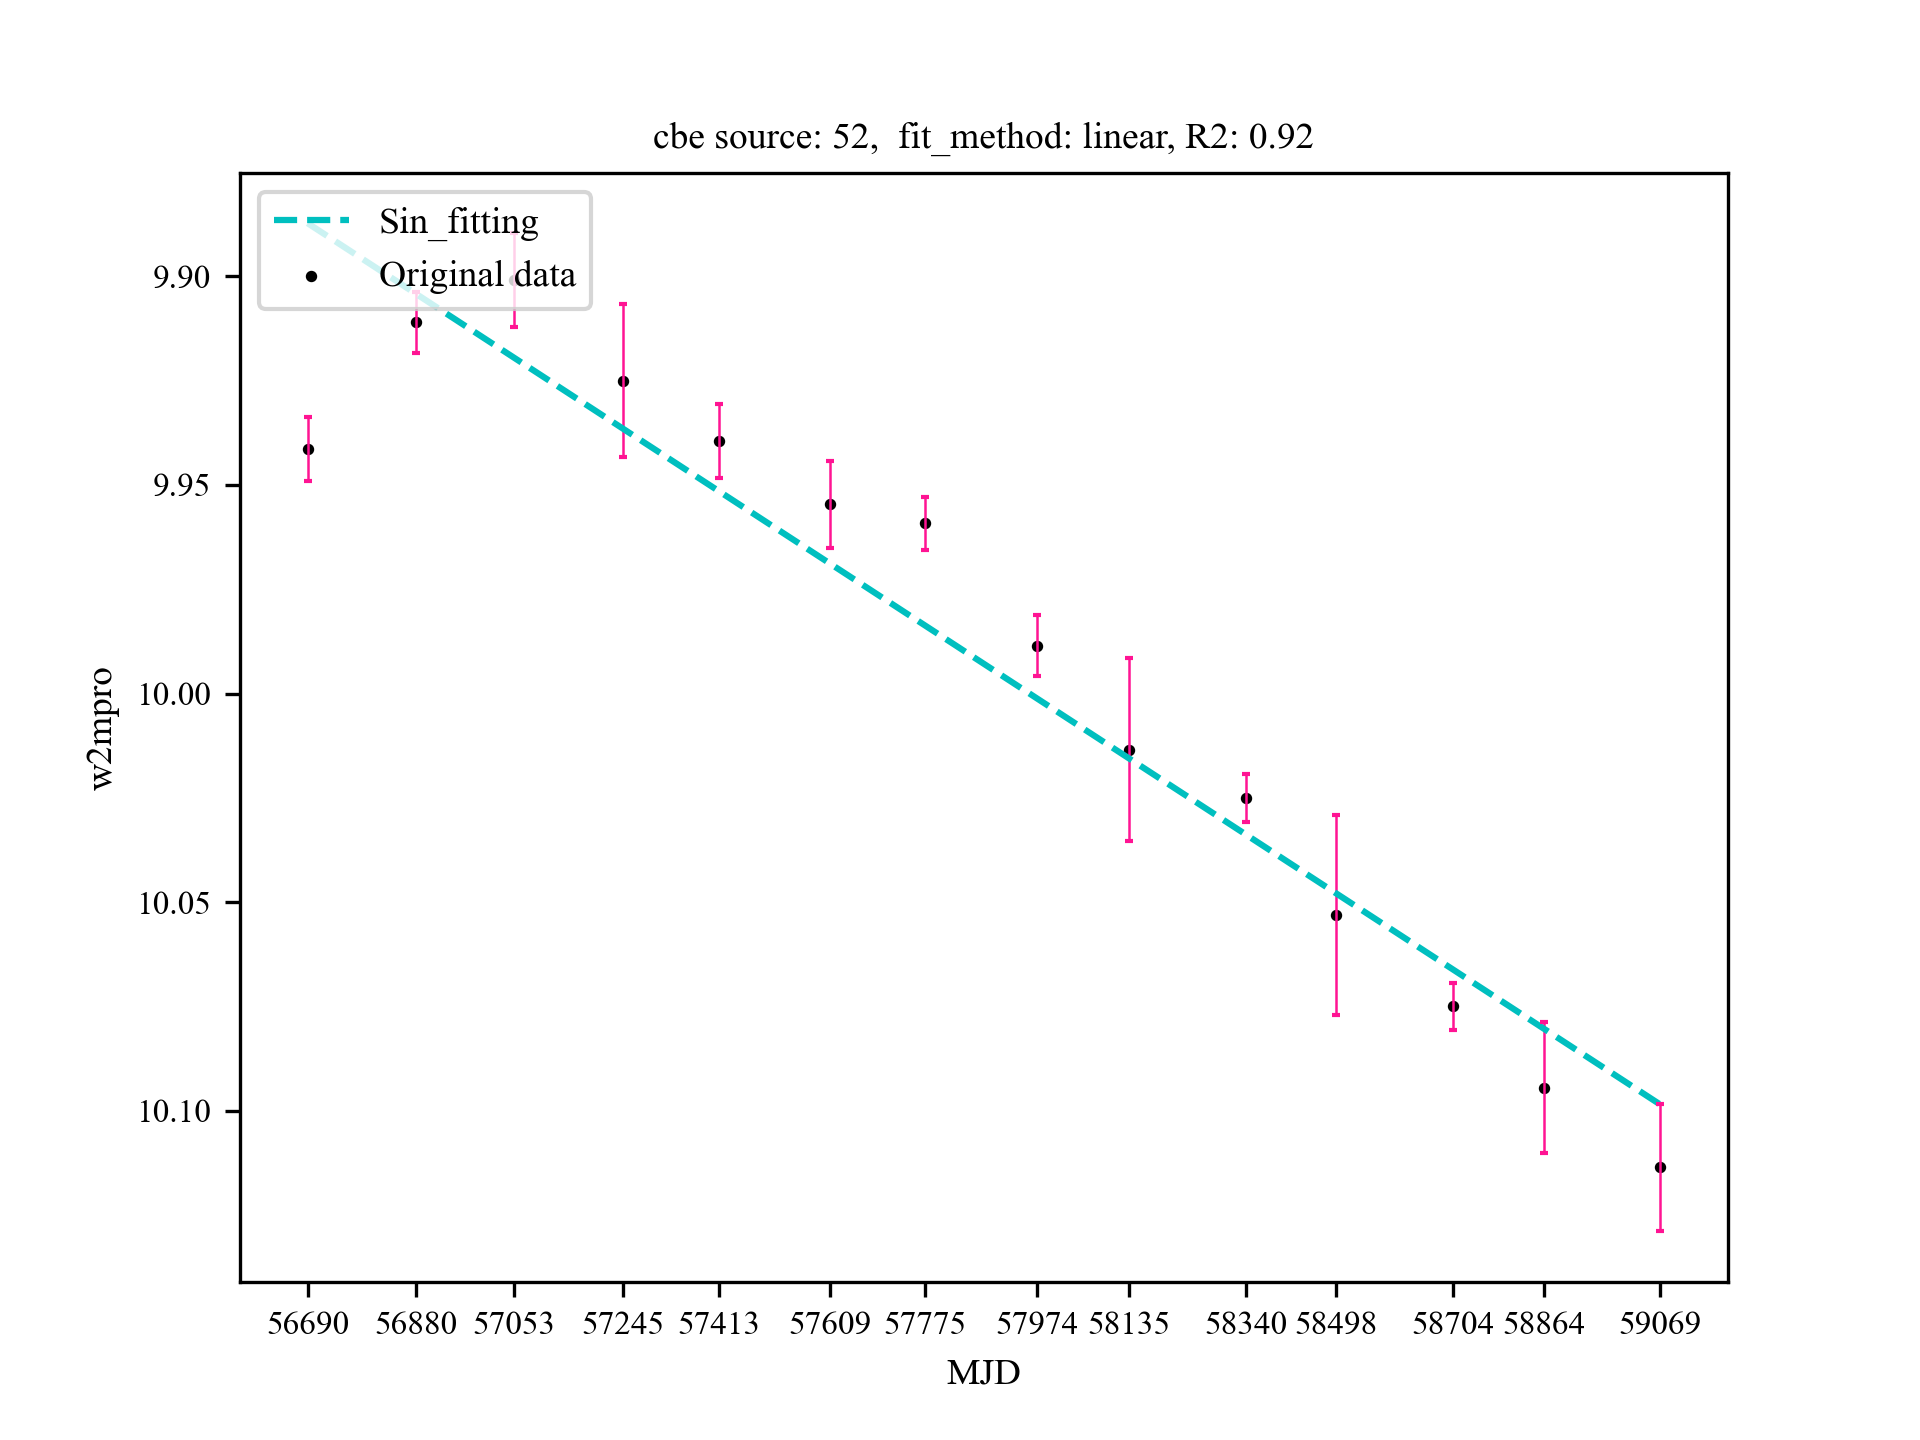 cbe source: 52,  fit_method: linear, R2: 0.92
Sin_fitting
Original data
9.90
9.95
10.00
10.05
10.10
w2mpro
56690 56880 57053 57245 57413 57609 57775 57974 58135 58340 58498 58704 58864 59069
MJD